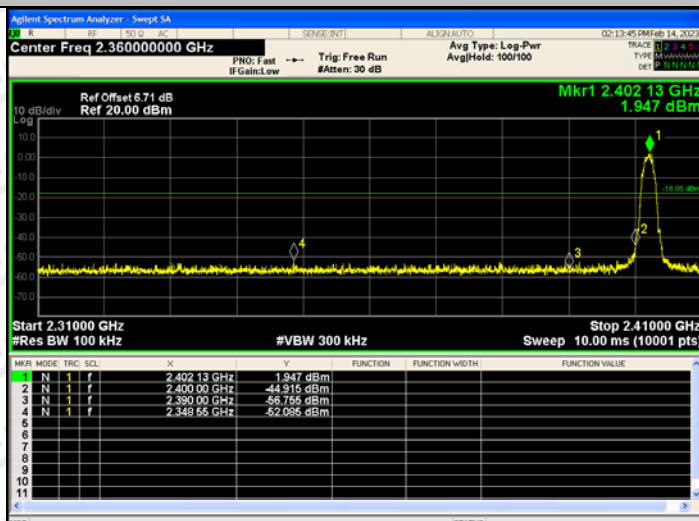 Agilent Spectrum Analyzer - Swept SA
R RF 50 Ω AC SENSE:INT ALIGN AUTO 02:13:45 PM Feb 14, 2023
Center Freq 2.360000000 GHz
PNO: Fast Trig: Free Run Avg Type: Log-Pwr TRACE 1 2 3 4 5
IFGain:Low #Atten: 30 dB Avg|Hold: 100/100 TYPE M
DET P N N N N
Ref Offset 6.71 dB Mkr1 2.402 13 GHz
10 dB/div Ref 20.00 dBm 1.947 dBm
Log
10.0
0.00
-10.0
-18.05 dBm
-20.0
-30.0
-40.0
-50.0
-60.0
-70.0
1
2
3
4
Start 2.31000 GHz Stop 2.41000 GHz
#Res BW 100 kHz #VBW 300 kHz Sweep 10.00 ms (10001 pts)
MKR MODE TRC SCL X Y FUNCTION FUNCTION WIDTH FUNCTION VALUE
1 N 1 f 2.402 13 GHz 1.947 dBm
2 N 1 f 2.400 00 GHz -44.915 dBm
3 N 1 f 2.390 00 GHz -56.755 dBm
4 N 1 f 2.348 55 GHz -52.085 dBm
5
6
7
8
9
10
11